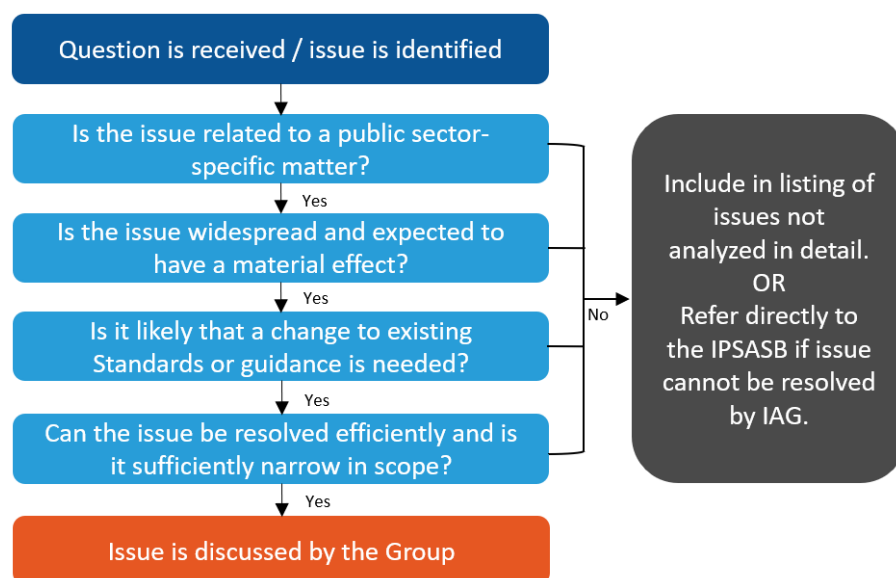 Question is received / issue is identified
Is the issue related to a public sector-
specific matter?
Yes
Is the issue widespread and expected to
have a material effect?
Yes
Is it likely that a change to existing
Standards or guidance is needed?
Yes
Can the issue be resolved efficiently and is
it sufficiently narrow in scope?
Yes
Issue is discussed by the Group
No
Include in listing of
issues not
analyzed in detail.
OR
Refer directly to
the IPSASB if issue
cannot be resolved
by IAG.